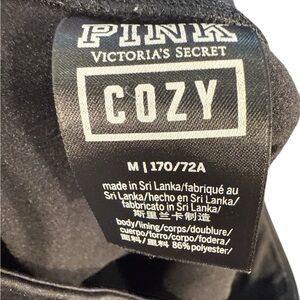 PINK
VICTORIA'S SECRET
COZY
M | 170/72A
made in Sri Lanka/fabriqué au
Sri Lanka/hecho en Sri Lanka/
fabbricato in Sri Lanka/
斯里兰卡制造
body/lining/corps/doublure/
cuerpo/forro/corpo/fodera/
面料/里料 86% polyester/